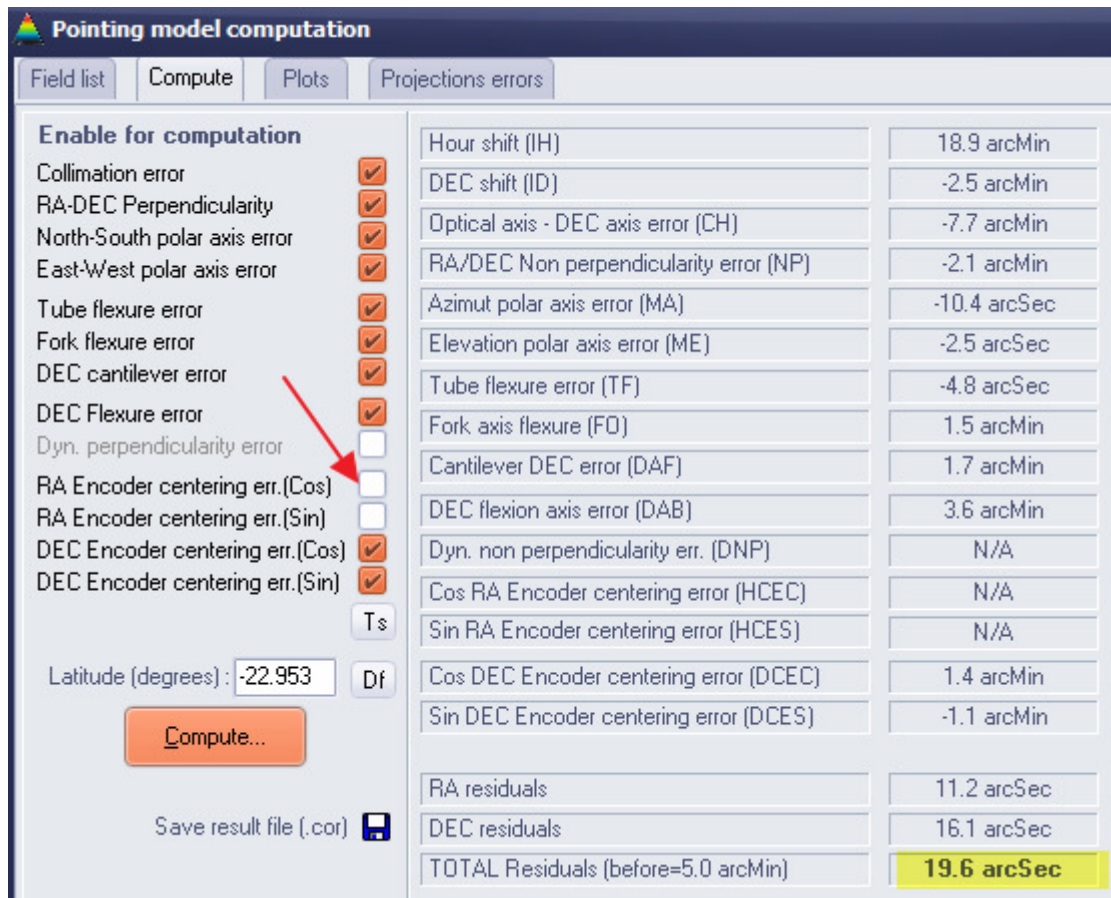 Pointing model computation
Field list Compute Plots Projections errors
Enable for computation
Collimation error
RA-DEC Perpendicularity
North-South polar axis error
East-West polar axis error
Tube flexure error
Fork flexure error
DEC cantilever error
DEC Flexure error
Dyn. perpendicularity error
RA Encoder centering err.(Cos)
RA Encoder centering err.(Sin)
DEC Encoder centering err.(Cos)
DEC Encoder centering err.(Sin)
Ts
Latitude (degrees) : -22.953 Df
Compute...
Save result file (.cor)
Hour shift (IH) 18.9 arcMin
DEC shift (ID) -2.5 arcMin
Optical axis - DEC axis error (CH) -7.7 arcMin
RA/DEC Non perpendicularity error (NP) -2.1 arcMin
Azimut polar axis error (MA) -10.4 arcSec
Elevation polar axis error (ME) -2.5 arcSec
Tube flexure error (TF) -4.8 arcSec
Fork axis flexure (FO) 1.5 arcMin
Cantilever DEC error (DAF) 1.7 arcMin
DEC flexion axis error (DAB) 3.6 arcMin
Dyn. non perpendicularity err. (DNP) N/A
Cos RA Encoder centering error (HCEC) N/A
Sin RA Encoder centering error (HCES) N/A
Cos DEC Encoder centering error (DCEC) 1.4 arcMin
Sin DEC Encoder centering error (DCES) -1.1 arcMin
RA residuals 11.2 arcSec
DEC residuals 16.1 arcSec
TOTAL Residuals (before=5.0 arcMin) 19.6 arcSec